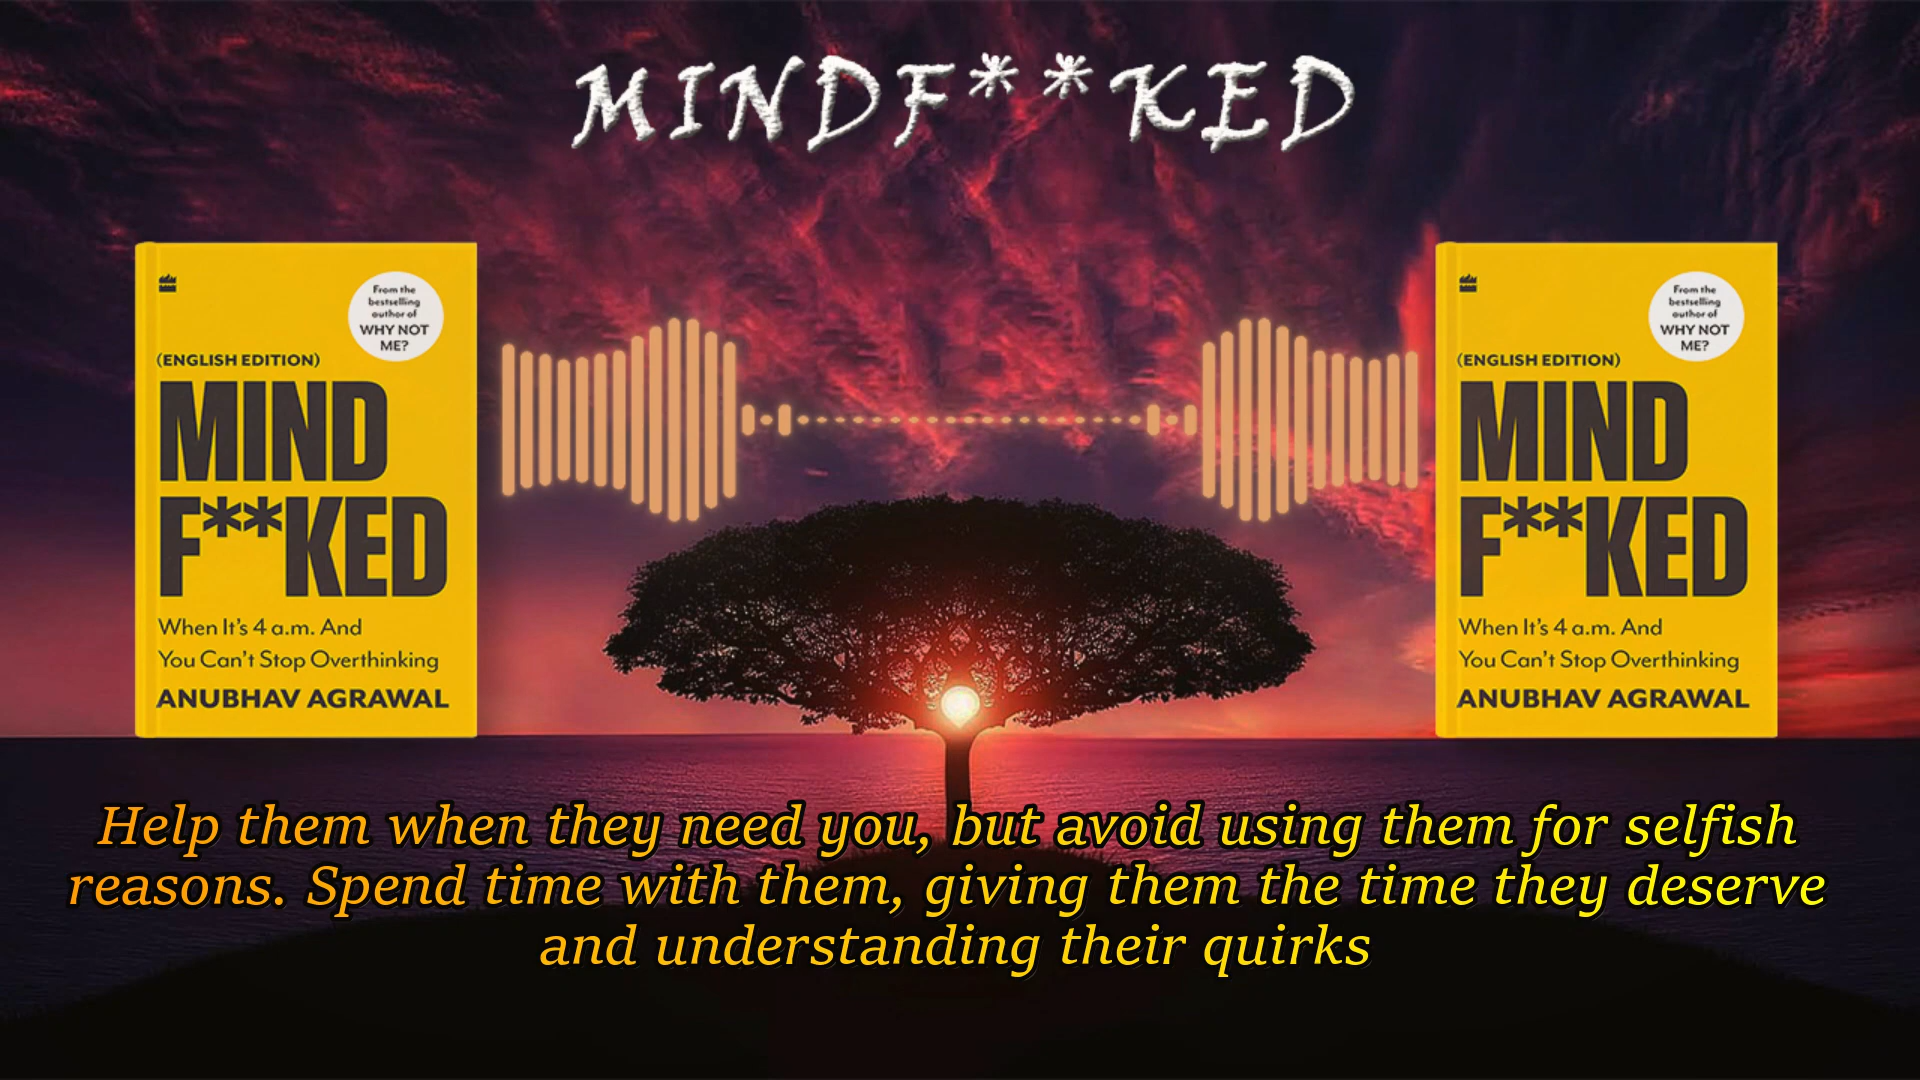 MINDF**KED
From the
bestselling
author of
WHY NOT
ME?
(ENGLISH EDITION)
MIND
F**KED
When It's 4 a.m. And
You Can't Stop Overthinking
ANUBHAV AGRAWAL
From the
bestselling
author of
WHY NOT
ME?
(ENGLISH EDITION)
MIND
F**KED
When It's 4 a.m. And
You Can't Stop Overthinking
ANUBHAV AGRAWAL
Help them when they need you, but avoid using them for selfish
reasons. Spend time with them, giving them the time they deserve
and understanding their quirks